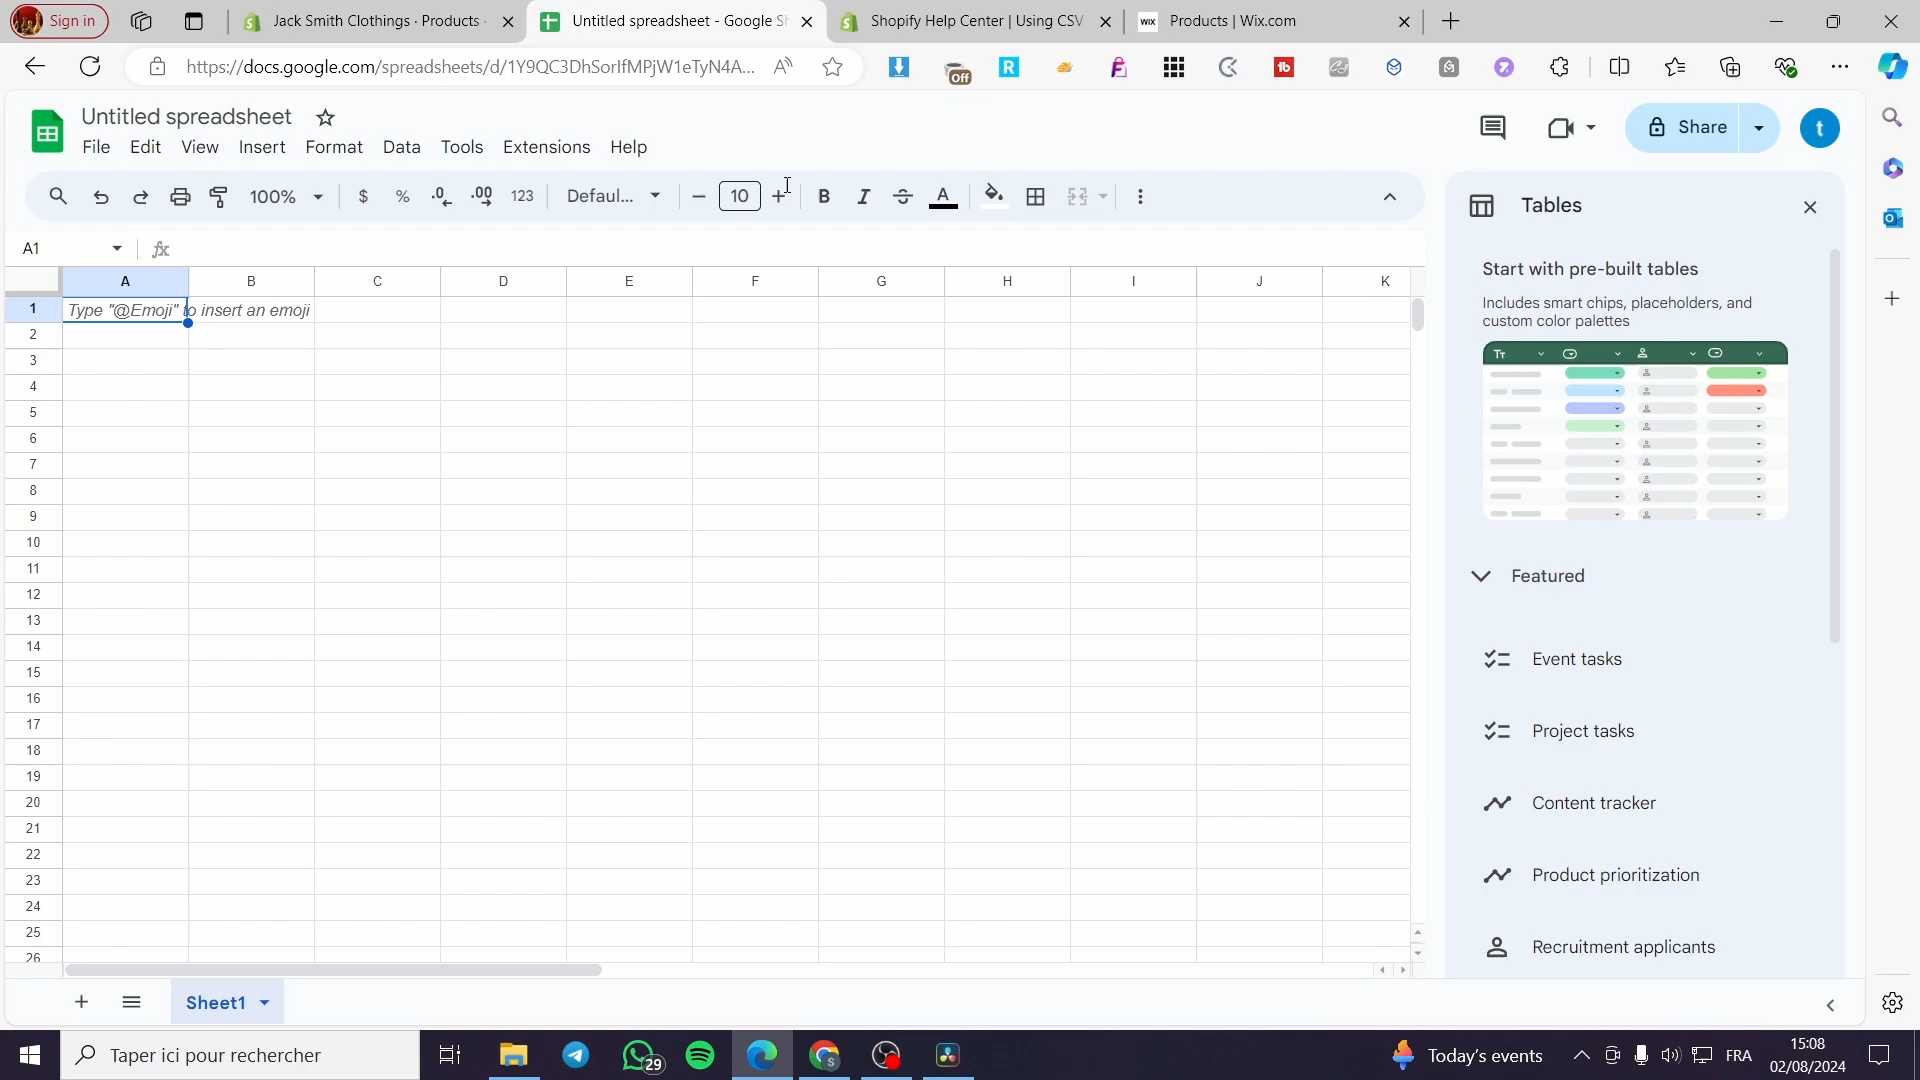 Sign in
Jack Smith Clothings · Products ·
Untitled spreadsheet - Google Sh
Shopify Help Center | Using CSV
WIX
Products | Wix.com
https://docs.google.com/spreadsheets/d/1Y9QC3DhSorIfMPjW1eTyN4A...
Off
Untitled spreadsheet
File Edit View Insert Format Data Tools Extensions Help
Share
t
100% $ % .0 .00 123 Defaul... 10 B I S A
Tables
A1
fx
A B C D E F G H I J K
1 Type "@Emoji" to insert an emoji
2
3
4
5
6
7
8
9
10
11
12
13
14
15
16
17
18
19
20
21
22
23
24
25
26
Start with pre-built tables
Includes smart chips, placeholders, and
custom color palettes
Tт
Featured
Event tasks
Project tasks
Content tracker
Product prioritization
Recruitment applicants
Sheet1
Taper ici pour rechercher
29
S
Today's events
FRA
15:08
02/08/2024